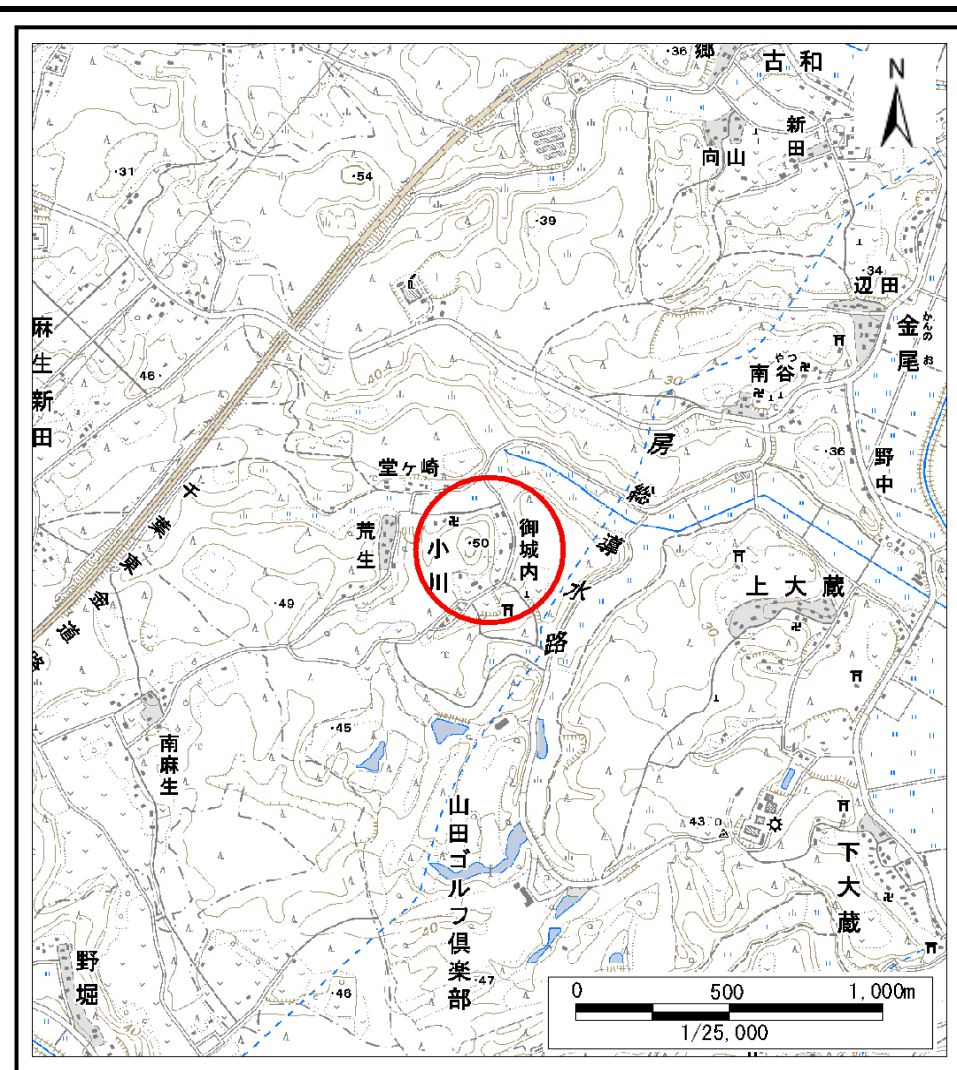 郷
・36
古和
N
新田
向山
・31
・54
・39
・34
辺田
金尾
かんのお
麻生新田
46・
40
30
南谷
やつ
・36
野中
房総導水路
堂ヶ崎
荒生
小川
・50
御城内
上大蔵
30
千葉東金道路
・49
・45
南麻生
山田ゴルフ倶楽部
43
下大蔵
40
野堀
・46
・47
0 500 1,000m
1/25,000